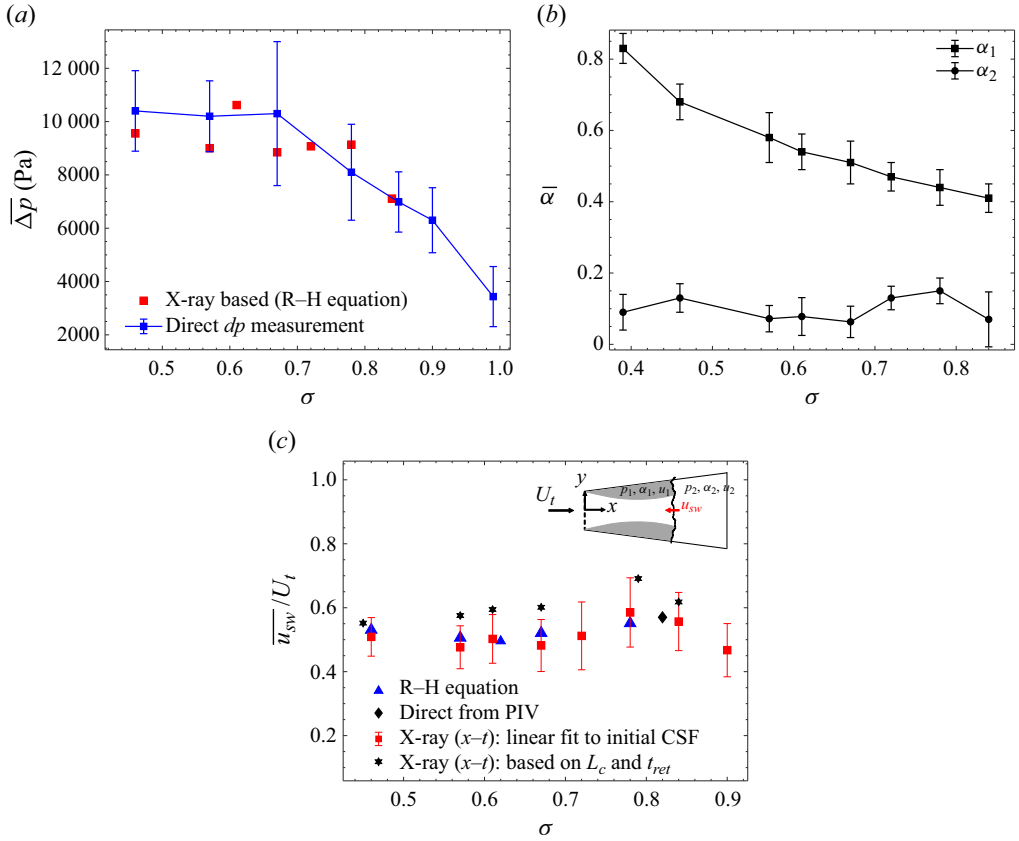 (a)
12 000
10 000
8000
6000
4000
2000
Δp (Pa)
X-ray based (R–H equation)
Direct dp measurement
0.5 0.6 0.7 0.8 0.9 1.0
σ
(b)
0.8
0.6
0.4
0.2
0
α
α1
α2
0.4 0.5 0.6 0.7 0.8
σ
(c)
1.0
0.8
0.6
0.4
0.2
usw/Ut
y
p1, α1, u1
p2, α2, u2
Ut
x
usw
R–H equation
Direct from PIV
X-ray (x–t): linear fit to initial CSF
X-ray (x–t): based on Lc and tret
0.5 0.6 0.7 0.8 0.9
σ